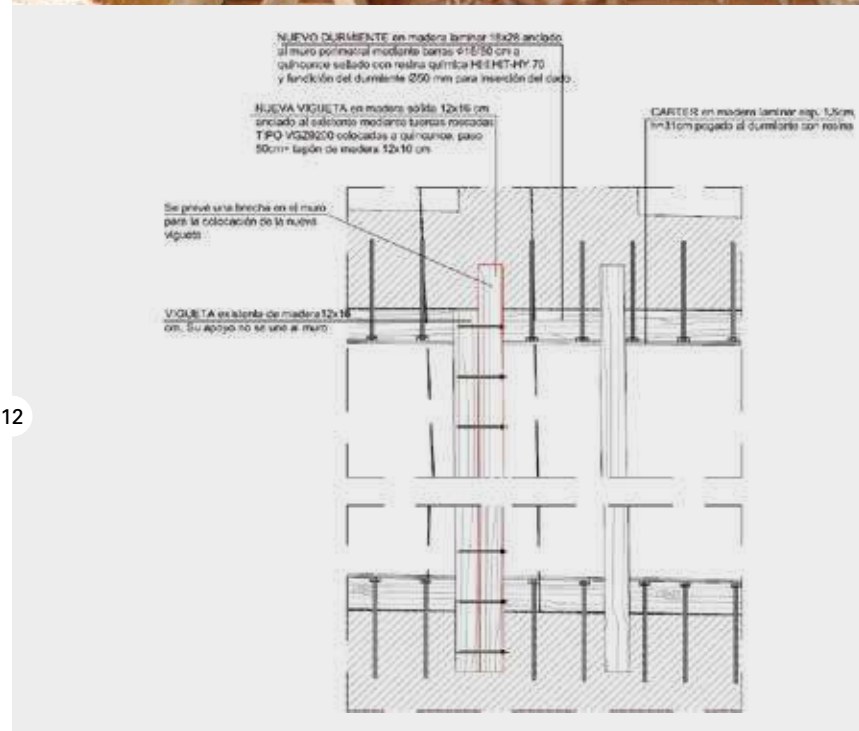 NUEVO DURMIENTE en madera laminar 18x28 anclado
al muro perimetral mediante barras Φ16/50 cm a
quincunce sellado con resina química HILTI HIT-HY 70
y fundición del durmiente Ø50 mm para inserción del dado
NUEVA VIGUETA en madera sólida 12x16 cm
anclado al existente mediante tuercas roscadas
TIPO VGZ9200 colocadas a quincunce, paso
50cm+ tapón de madera 12x10 cm
CARTER en madera laminar esp. 1,5cm,
h=31cm pegado al durmiente con resina
Se prevé una brecha en el muro
para la colocación de la nueva
vigueta
VIGUETA existente de madera 12x16
cm. Su apoyo no se une al muro
12